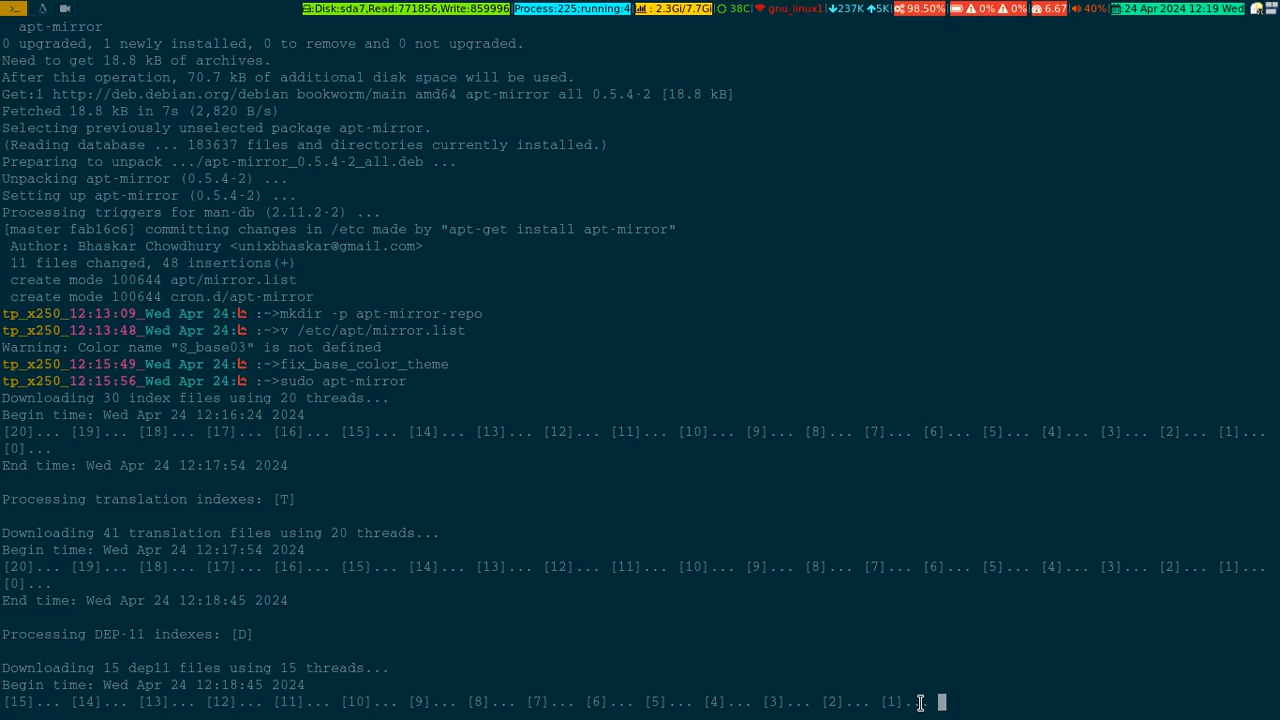 >_ Disk:sda7,Read:771856,Write:859996 Process:225;running:4 : 2.3Gi/7.7Gi 38C gnu_linux1 237K 5K 98.50% 0% 0% 6.67 40% :24 Apr 2024 12:19 Wed
apt-mirror
0 upgraded, 1 newly installed, 0 to remove and 0 not upgraded.
Need to get 18.8 kB of archives.
After this operation, 70.7 kB of additional disk space will be used.
Get:1 http://deb.debian.org/debian bookworm/main amd64 apt-mirror all 0.5.4-2 [18.8 kB]
Fetched 18.8 kB in 7s (2,820 B/s)
Selecting previously unselected package apt-mirror.
(Reading database ... 183637 files and directories currently installed.)
Preparing to unpack .../apt-mirror_0.5.4-2_all.deb ...
Unpacking apt-mirror (0.5.4-2) ...
Setting up apt-mirror (0.5.4-2) ...
Processing triggers for man-db (2.11.2-2) ...
[master fab16c6] committing changes in /etc made by "apt-get install apt-mirror"
Author: Bhaskar Chowdhury <unixbhaskar@gmail.com>
11 files changed, 48 insertions(+)
create mode 100644 apt/mirror.list
create mode 100644 cron.d/apt-mirror
tp_x250_12:13:09_Wed Apr 24: :~>mkdir -p apt-mirror-repo
tp_x250_12:13:48_Wed Apr 24: :~>v /etc/apt/mirror.list
Warning: Color name "S_base03" is not defined
tp_x250_12:15:49_Wed Apr 24: :~>fix_base_color_theme
tp_x250_12:15:56_Wed Apr 24: :~>sudo apt-mirror
Downloading 30 index files using 20 threads...
Begin time: Wed Apr 24 12:16:24 2024
[20]... [19]... [18]... [17]... [16]... [15]... [14]... [13]... [12]... [11]... [10]... [9]... [8]... [7]... [6]... [5]... [4]... [3]... [2]... [1]...
[0]...
End time: Wed Apr 24 12:17:54 2024
Processing translation indexes: [T]
Downloading 41 translation files using 20 threads...
Begin time: Wed Apr 24 12:17:54 2024
[20]... [19]... [18]... [17]... [16]... [15]... [14]... [13]... [12]... [11]... [10]... [9]... [8]... [7]... [6]... [5]... [4]... [3]... [2]... [1]...
[0]...
End time: Wed Apr 24 12:18:45 2024
Processing DEP-11 indexes: [D]
Downloading 15 dep11 files using 15 threads...
Begin time: Wed Apr 24 12:18:45 2024
[15]... [14]... [13]... [12]... [11]... [10]... [9]... [8]... [7]... [6]... [5]... [4]... [3]... [2]... [1]...